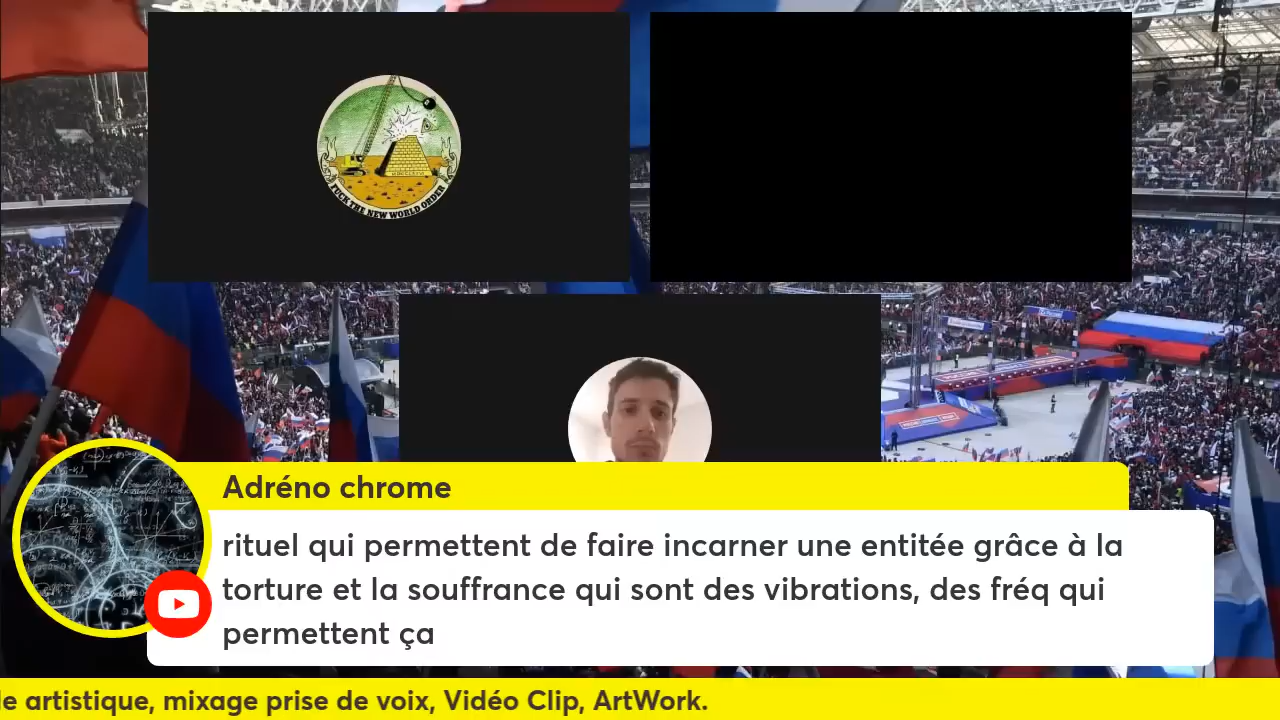 FUCK THE NEW WORLD ORDER
Adréno chrome
rituel qui permettent de faire incarner une entitée grâce à la
torture et la souffrance qui sont des vibrations, des fréq qui
permettent ça
le artistique, mixage prise de voix, Vidéo Clip, ArtWork.